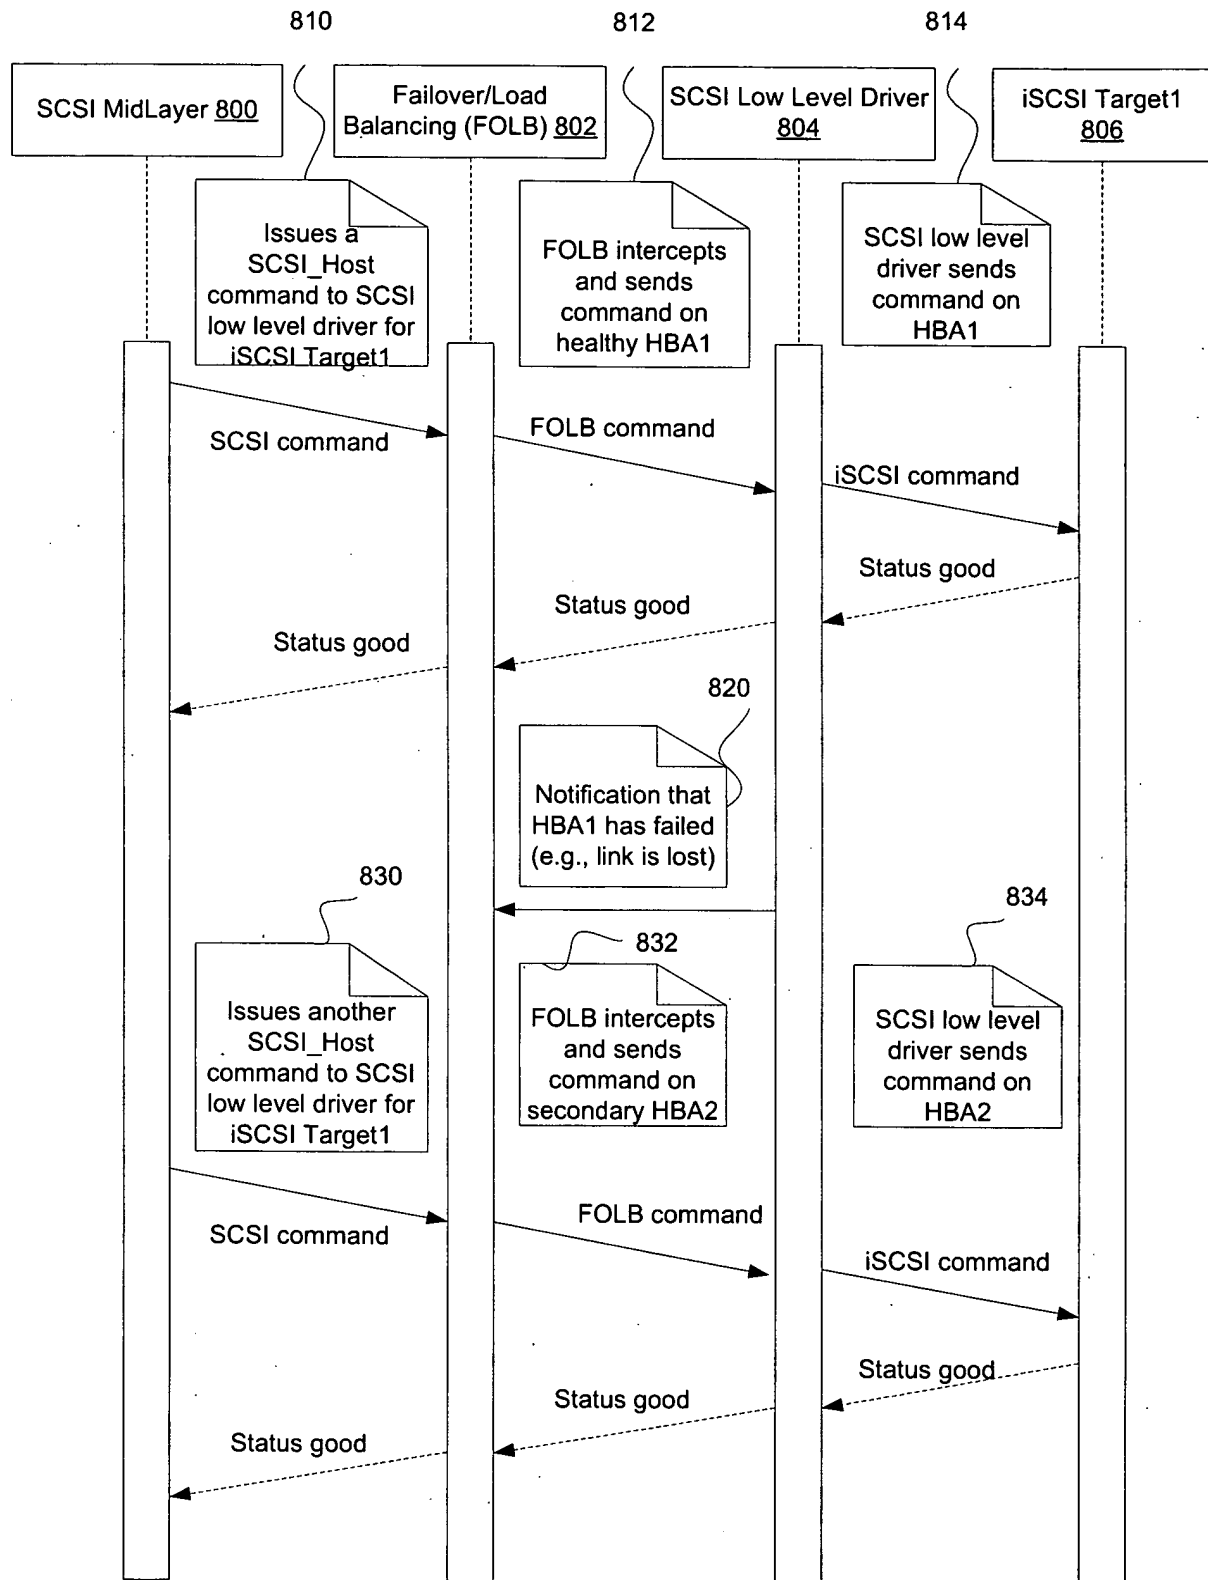 810
812
814
SCSI MidLayer 800
Failover/Load
Balancing (FOLB) 802
SCSI Low Level Driver
804
iSCSI Target1
806
Issues a
SCSI_Host
command to SCSI
low level driver for
iSCSI Target1
FOLB intercepts
and sends
command on
healthy HBA1
SCSI low level
driver sends
command on
HBA1
SCSI command
FOLB command
iSCSI command
Status good
Status good
Status good
820
Notification that
HBA1 has failed
(e.g., link is lost)
830
832
834
Issues another
SCSI_Host
command to SCSI
low level driver for
iSCSI Target1
FOLB intercepts
and sends
command on
secondary HBA2
SCSI low level
driver sends
command on
HBA2
SCSI command
FOLB command
iSCSI command
Status good
Status good
Status good